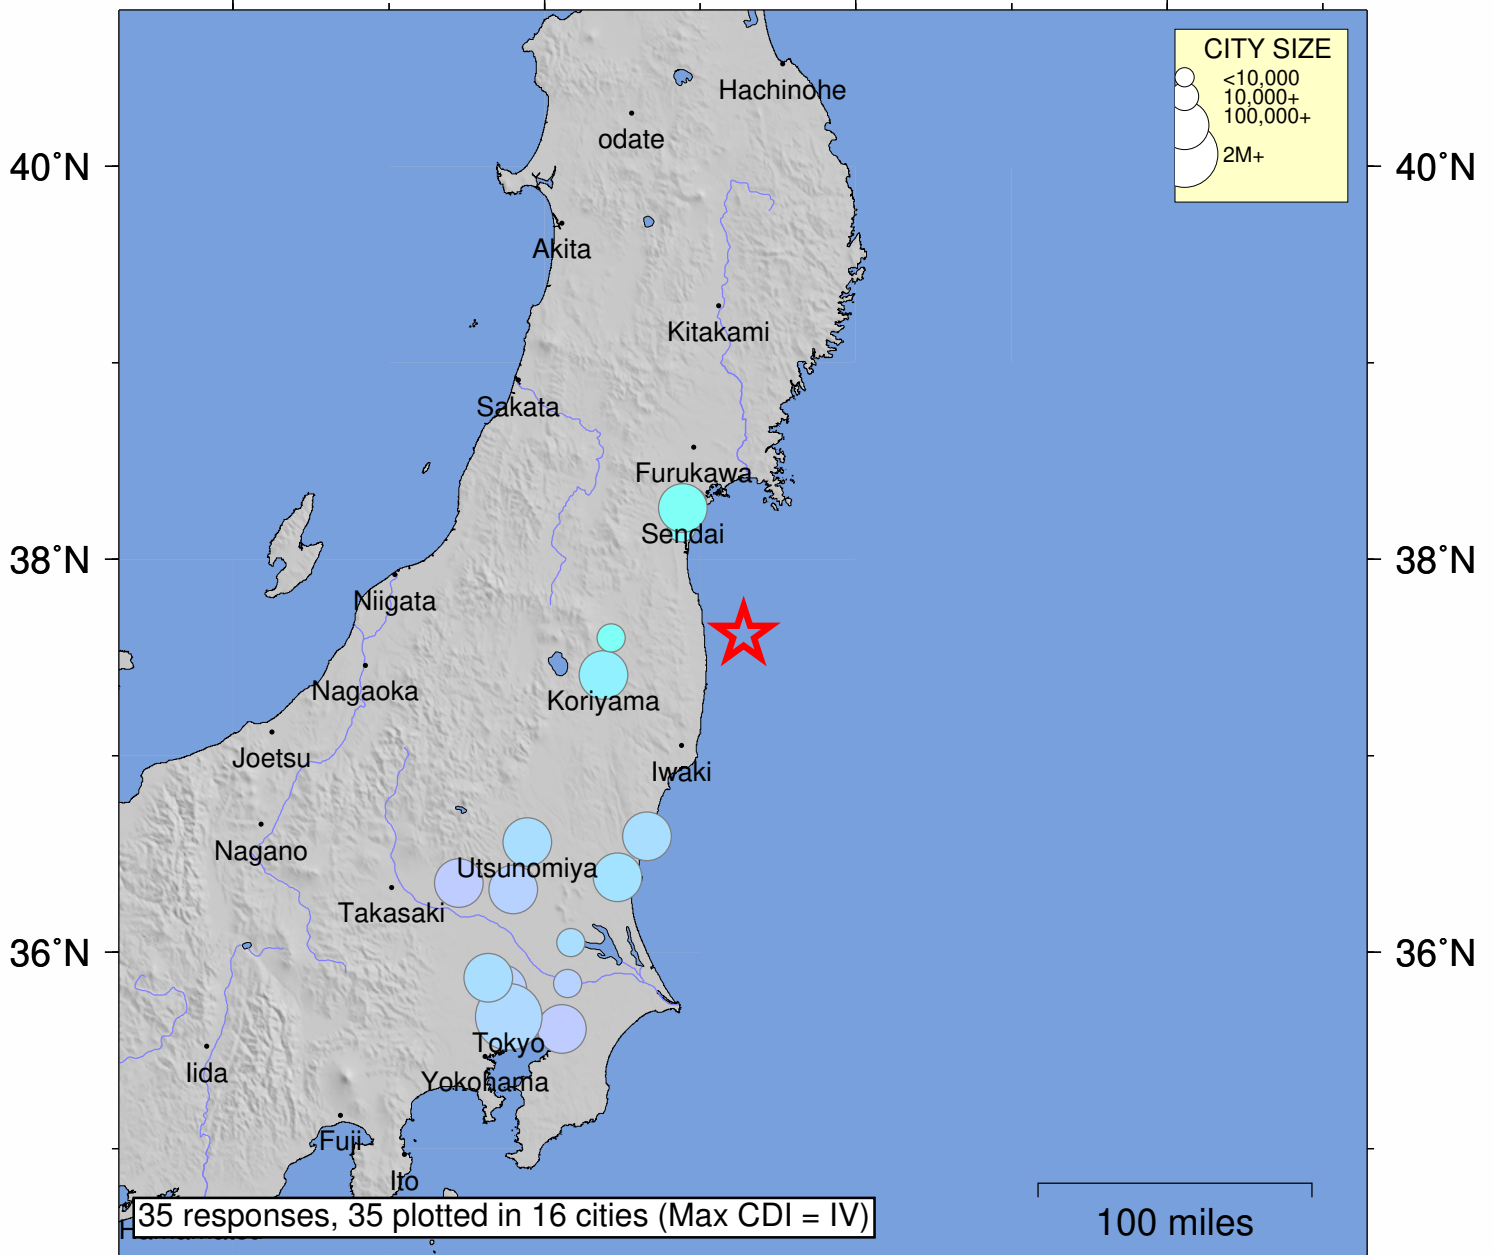 CITY SIZE
<10,000
10,000+
100,000+
2M+
Hachinohe
odate
40˚N 40˚N
Akita
Kitakami
Sakata
Furukawa
Sendai
38˚N 38˚N
Niigata
Nagaoka
Koriyama
Joetsu
Iwaki
Nagano
Utsunomiya
Takasaki
36˚N 36˚N
Tokyo
Iida
Yokohama
Fuji
Ito
35 responses, 35 plotted in 16 cities (Max CDI = IV)
100 miles